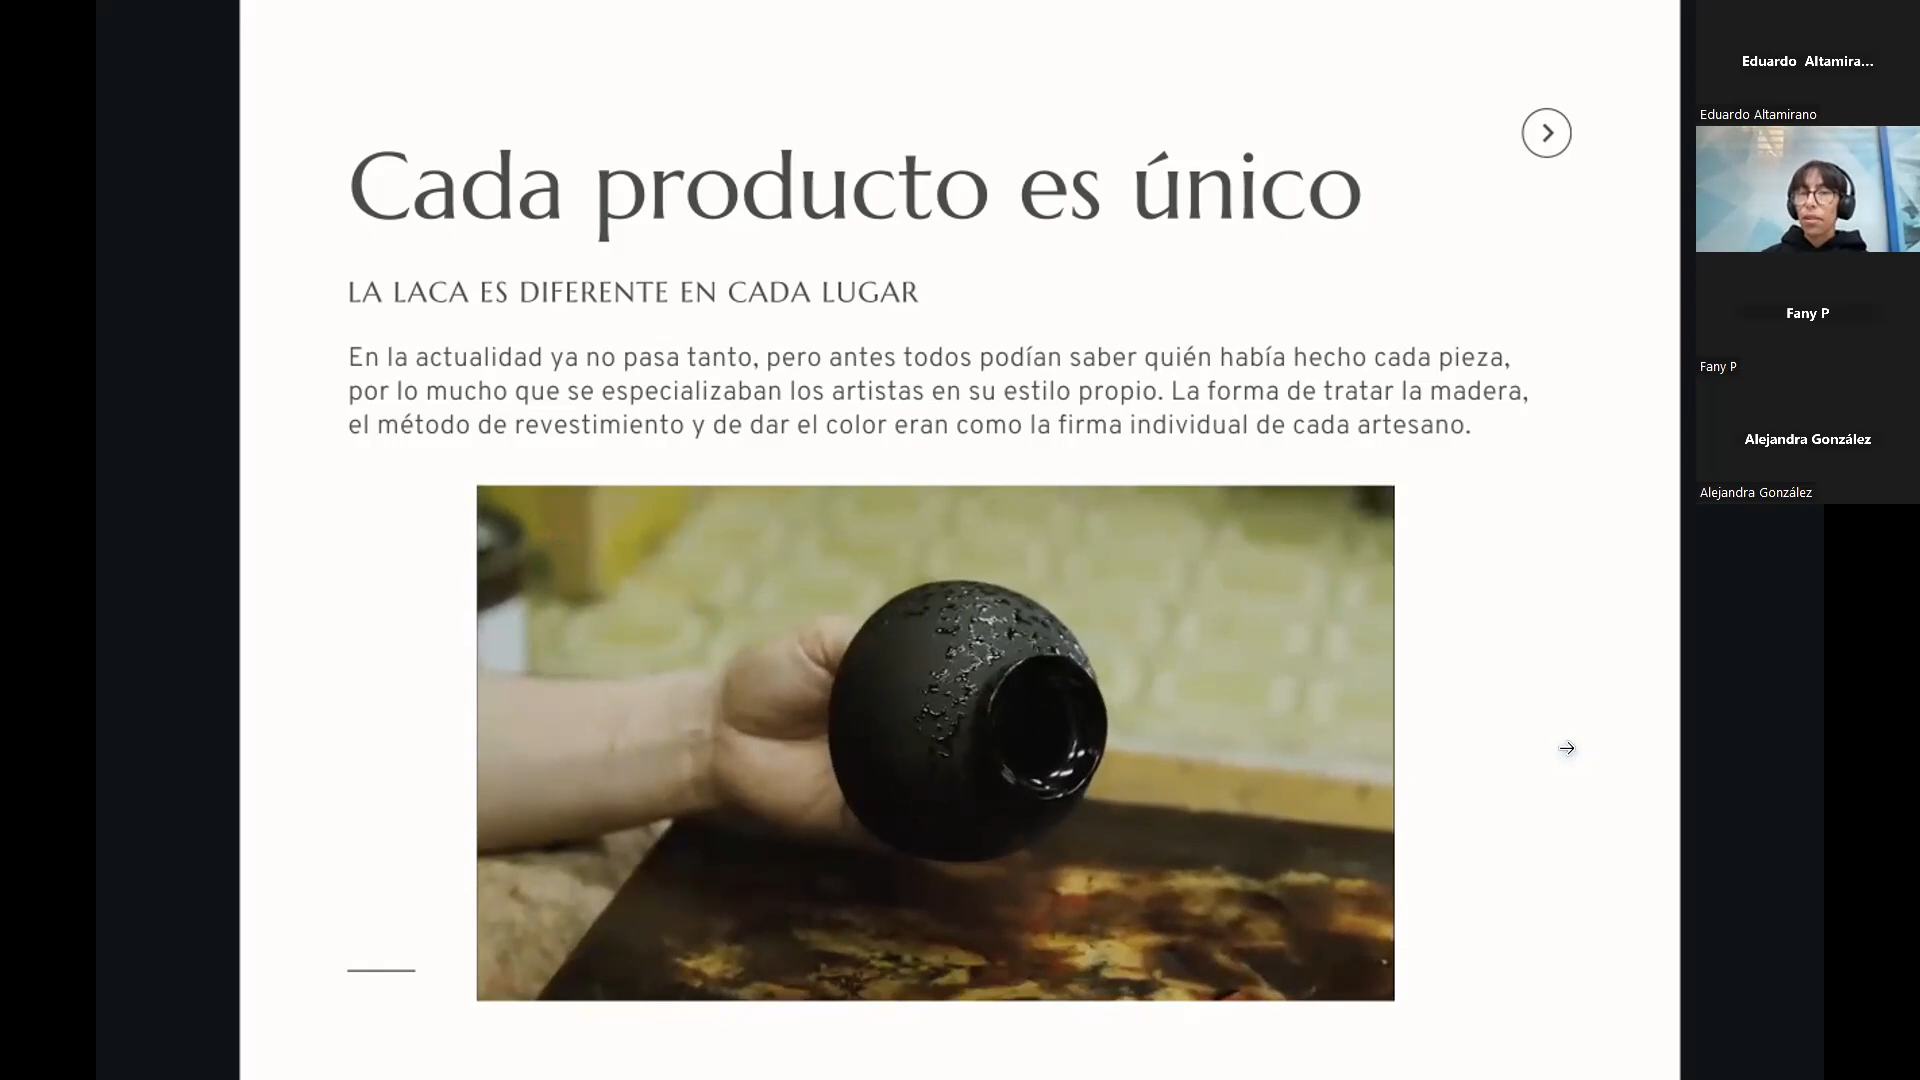 Cada producto es único
LA LACA ES DIFERENTE EN CADA LUGAR
En la actualidad ya no pasa tanto, pero antes todos podían saber quién había hecho cada pieza,
por lo mucho que se especializaban los artistas en su estilo propio. La forma de tratar la madera,
el método de revestimiento y de dar el color eran como la firma individual de cada artesano.
Eduardo Altamira...
Eduardo Altamirano
Fany P
Fany P
Alejandra González
Alejandra González